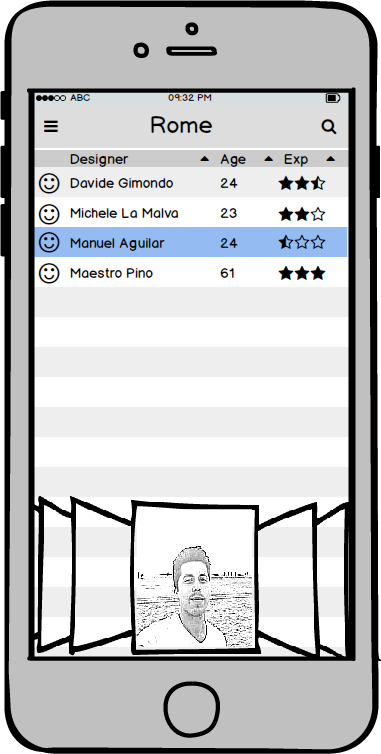 ABC 09:32 PM
Rome
Designer Age Exp
Davide Gimondo 24
Michele La Malva 23
Manuel Aguilar 24
Maestro Pino 61